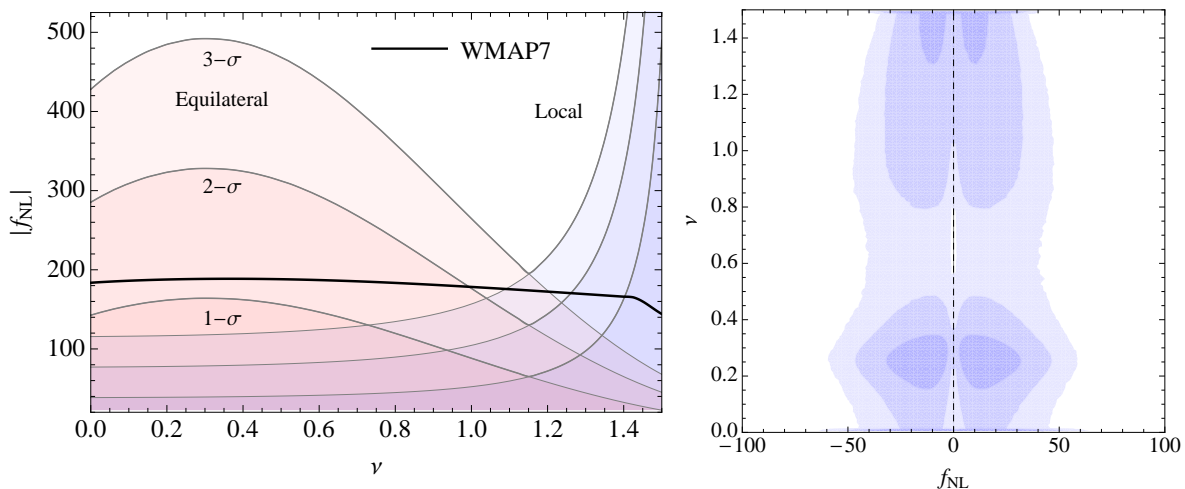 500
400
300
200
100
|f_NL|
3-σ
Equilateral
2-σ
1-σ
WMAP7
Local
0.0 0.2 0.4 0.6 0.8 1.0 1.2 1.4
ν
1.4
1.2
1.0
0.8
0.6
0.4
0.2
0.0
ν
-100 -50 0 50 100
f_NL